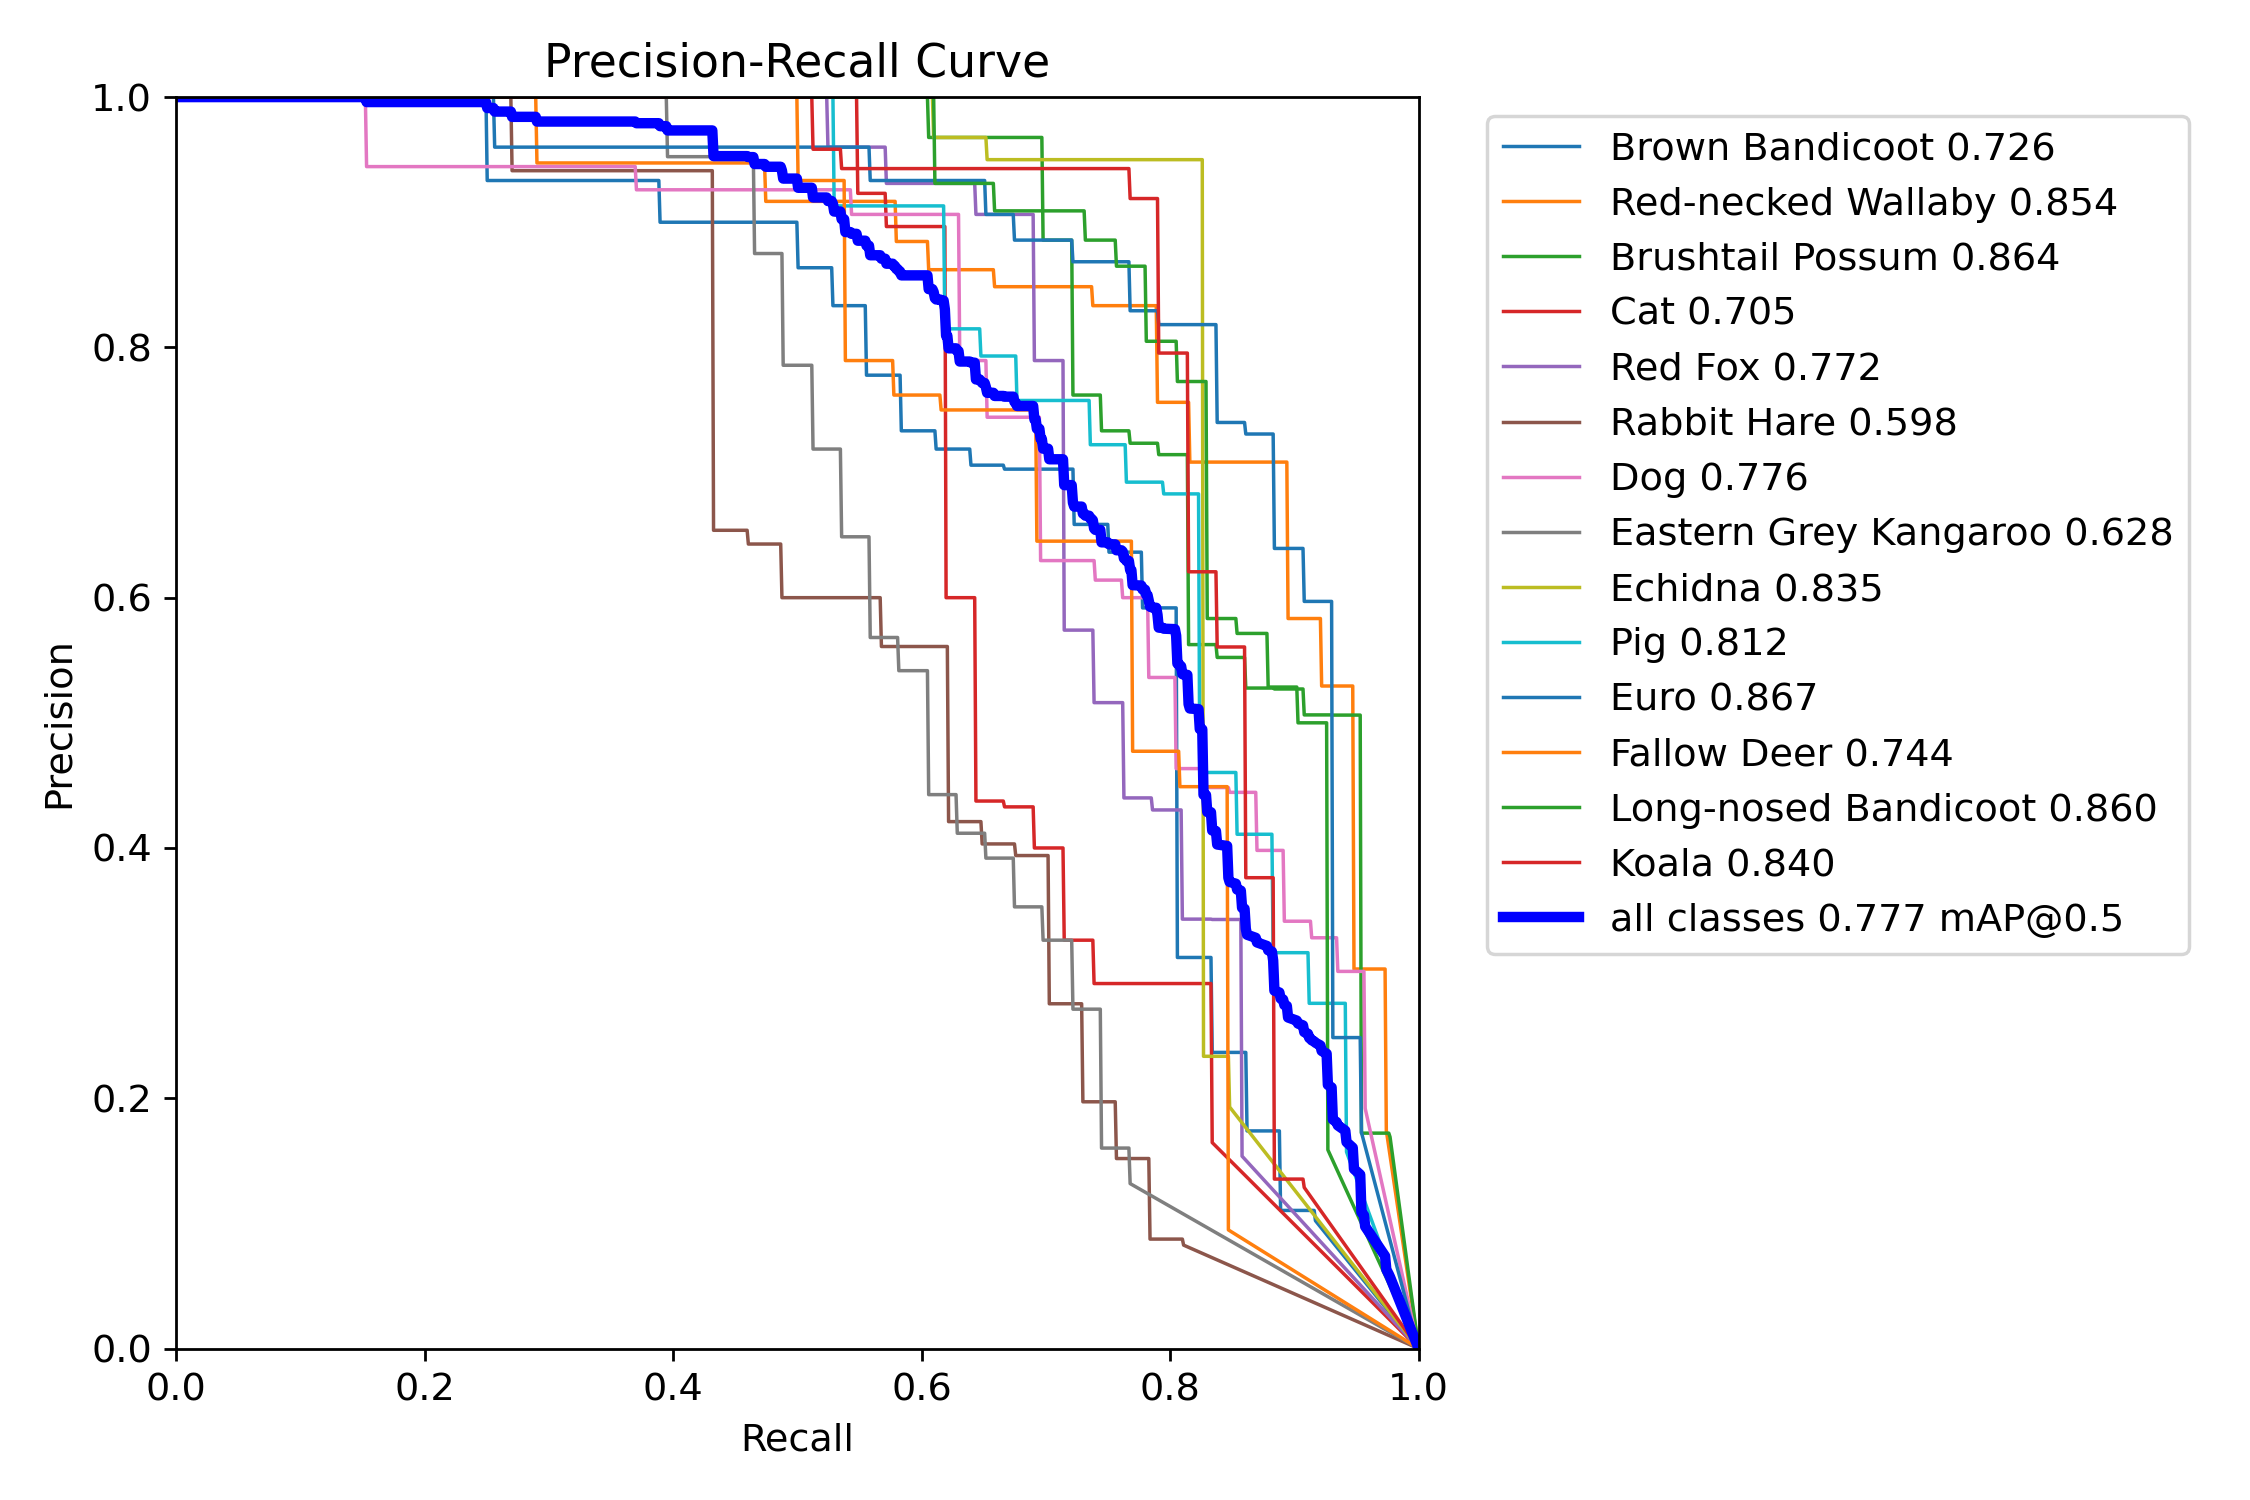 Precision-Recall Curve
1.0
0.8
0.6
0.4
0.2
0.0
Precision
0.0 0.2 0.4 0.6 0.8 1.0
Recall
Brown Bandicoot 0.726
Red-necked Wallaby 0.854
Brushtail Possum 0.864
Cat 0.705
Red Fox 0.772
Rabbit Hare 0.598
Dog 0.776
Eastern Grey Kangaroo 0.628
Echidna 0.835
Pig 0.812
Euro 0.867
Fallow Deer 0.744
Long-nosed Bandicoot 0.860
Koala 0.840
all classes 0.777 mAP@0.5